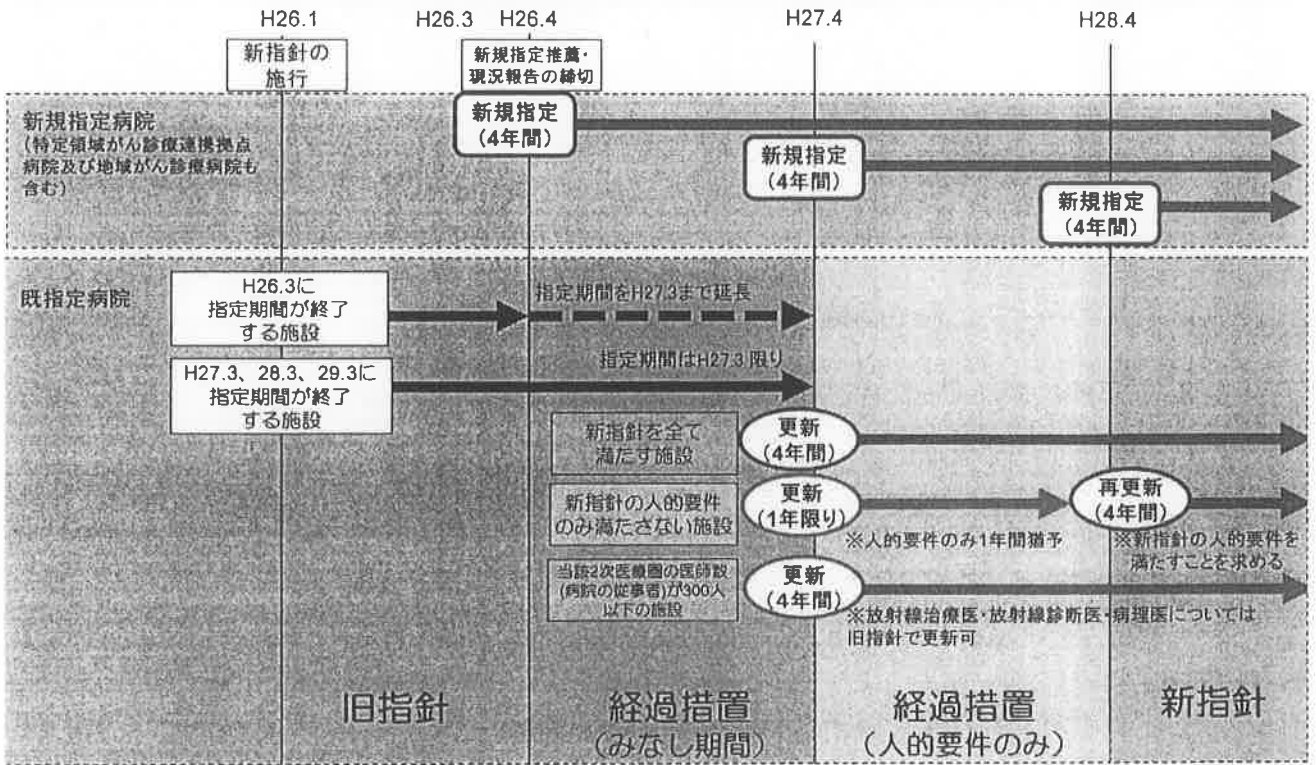 H26.1
H26.3
H26.4
H27.4
H28.4
新指針の
施行
新規指定推薦・
現況報告の締切
新規指定病院
(特定領域がん診療連携拠点
病院及び地域がん診療病院も
含む)
新規指定
(4年間)
新規指定
(4年間)
新規指定
(4年間)
既指定病院
H26.3に
指定期間が終了
する施設
指定期間をH27.3まで延長
H27.3、28.3、29.3に
指定期間が終了
する施設
指定期間はH27.3 限り
新指針を全て
満たす施設
更新
(4年間)
新指針の人的要件
のみ満たさない施設
更新
(1年限り)
※人的要件のみ1年間猶予
再更新
(4年間)
※新指針の人的要件を
満たすことを求める
当該2次医療圏の医師数
(病院の従事者)が300人
以下の施設
更新
(4年間)
※放射線治療医・放射線診断医・病理医については
旧指針で更新可
旧指針
経過措置
(みなし期間)
経過措置
(人的要件のみ)
新指針